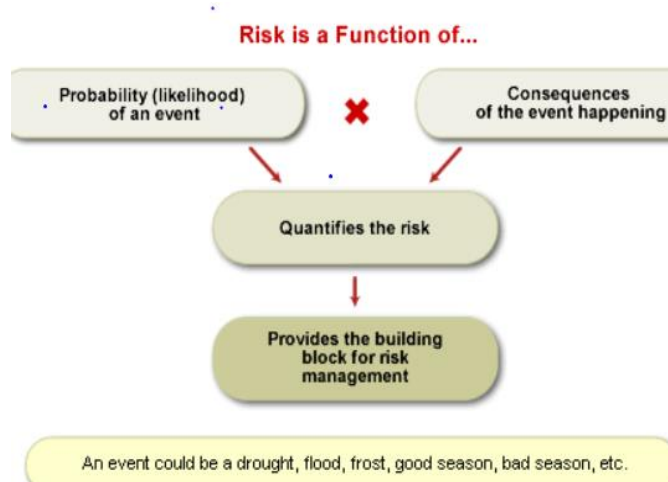 Risk is a Function of...
Probability (likelihood)
of an event
Consequences
of the event happening
Quantifies the risk
Provides the building
block for risk
management
An event could be a drought, flood, frost, good season, bad season, etc.